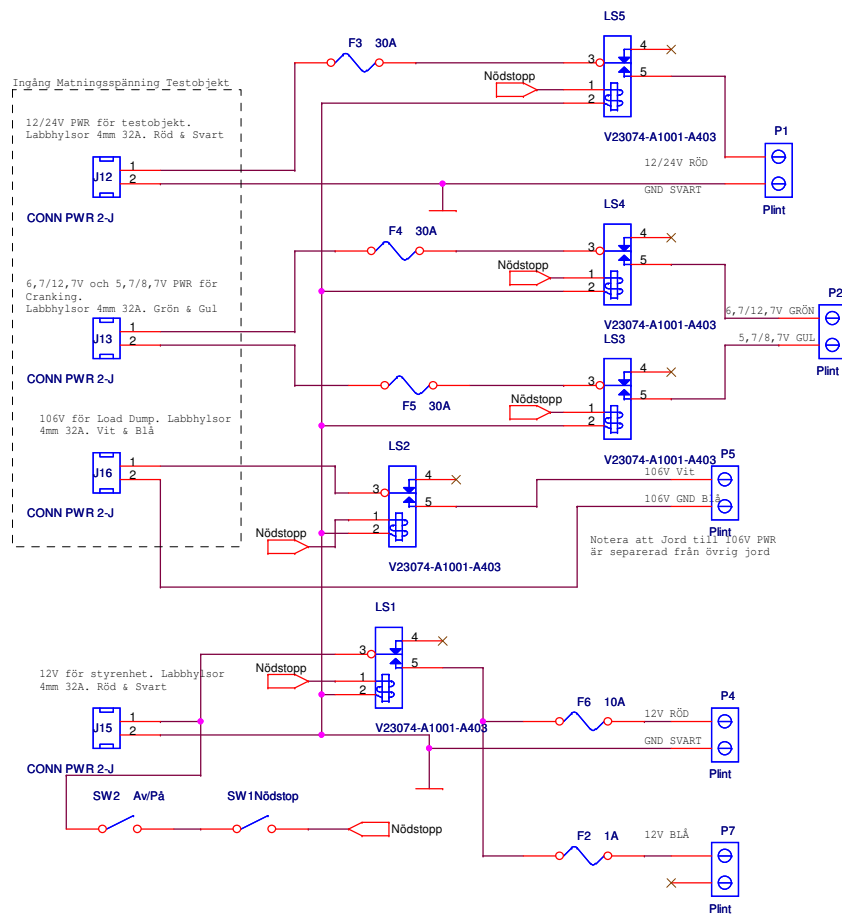 LS5
F3 30A
3
4
5
1
2
Nödstopp
V23074-A1001-A403
Ingång Matningsspänning Testobjekt
12/24V PWR för testobjekt.
Labbhylsor 4mm 32A. Röd & Svart
J12
1
2
CONN PWR 2-J
P1
12/24V RÖD
GND SVART
Plint
LS4
F4 30A
3
4
5
1
2
Nödstopp
V23074-A1001-A403
6,7/12,7V och 5,7/8,7V PWR för
Cranking.
Labbhylsor 4mm 32A. Grön & Gul
J13
1
2
CONN PWR 2-J
P2
6,7/12,7V GRÖN
5,7/8,7V GUL
Plint
LS3
F5 30A
3
4
5
1
2
Nödstopp
V23074-A1001-A403
106V för Load Dump. Labbhylsor
4mm 32A. Vit & Blå
J16
1
2
CONN PWR 2-J
LS2
3
4
5
1
2
Nödstopp
V23074-A1001-A403
P5
106V Vit
106V GND Blå
Plint
Notera att Jord till 106V PWR
är separerad från övrig jord
LS1
3
4
5
1
2
Nödstopp
V23074-A1001-A403
12V för styrenhet. Labbhylsor
4mm 32A. Röd & Svart
J15
1
2
CONN PWR 2-J
F6 10A
P4
12V RÖD
GND SVART
Plint
SW2 Av/På
SW1 Nödstop
Nödstopp
F2 1A
P7
12V BLÅ
Plint